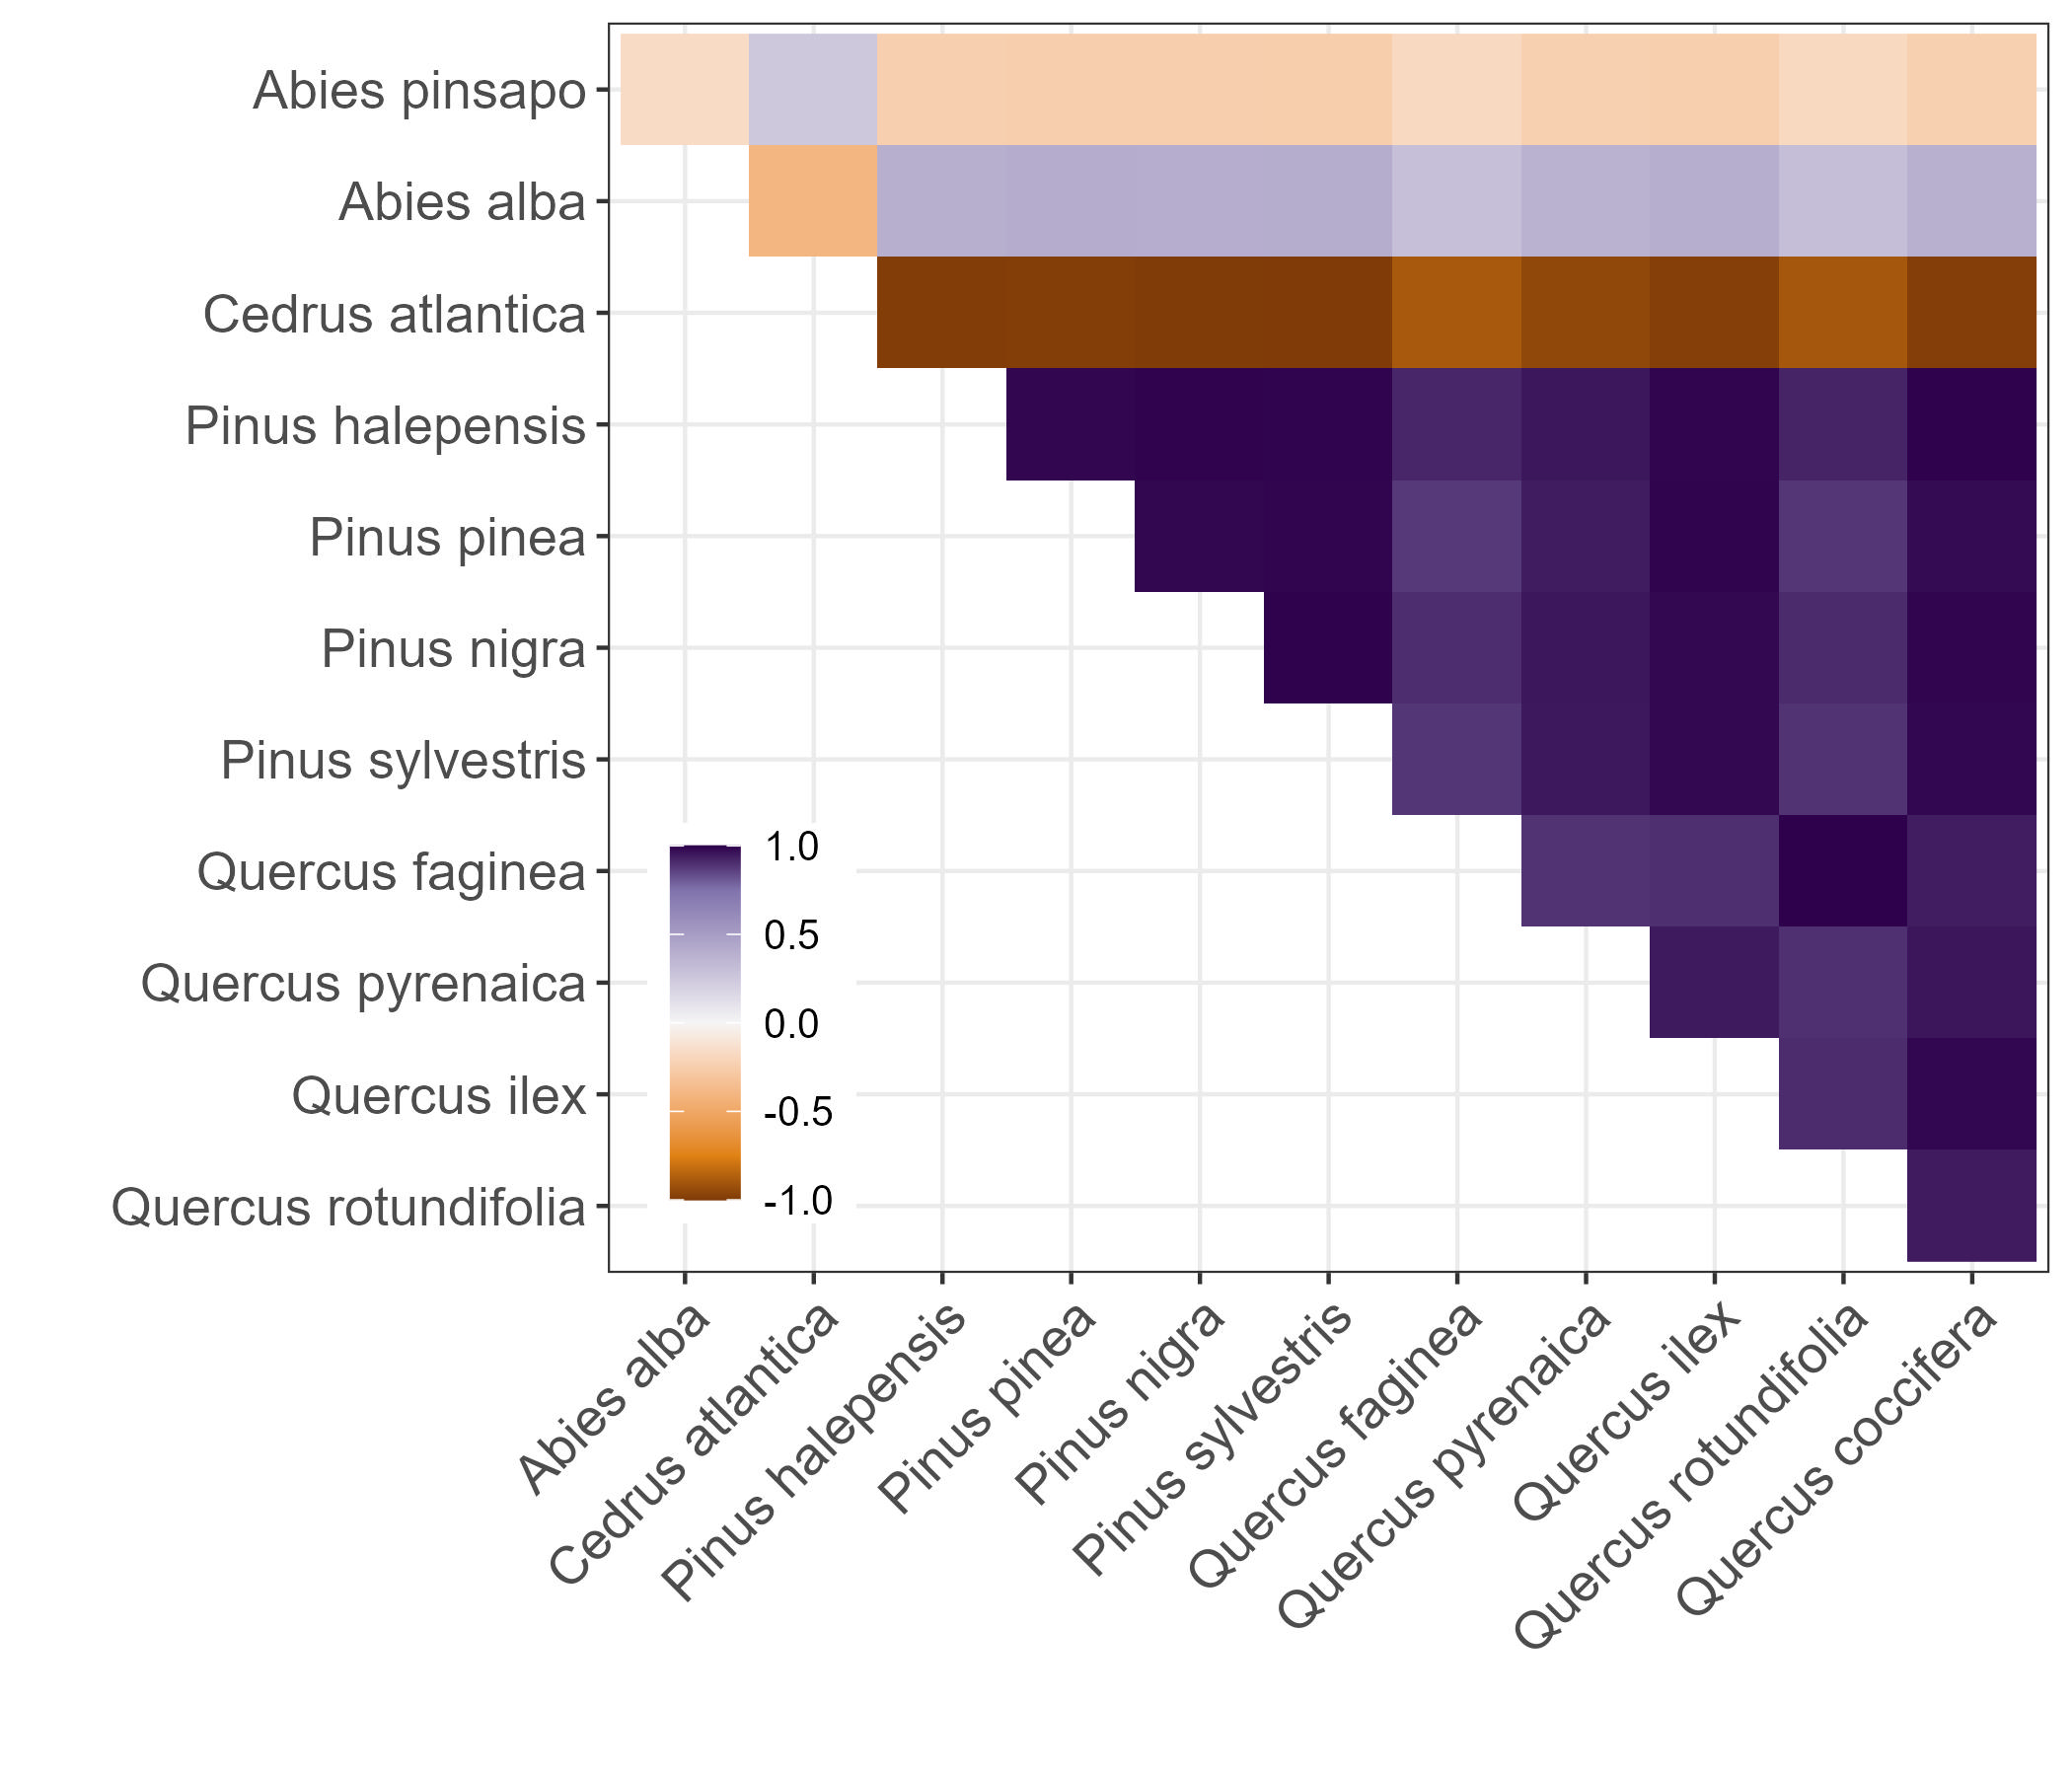 Abies pinsapo
Abies alba
Cedrus atlantica
Pinus halepensis
Pinus pinea
Pinus nigra
Pinus sylvestris
Quercus faginea
Quercus pyrenaica
Quercus ilex
Quercus rotundifolia
1.0
0.5
0.0
-0.5
-1.0
Abies alba
Cedrus atlantica
Pinus halepensis
Pinus pinea
Pinus nigra
Pinus sylvestris
Quercus faginea
Quercus pyrenaica
Quercus ilex
Quercus rotundifolia
Quercus coccifera